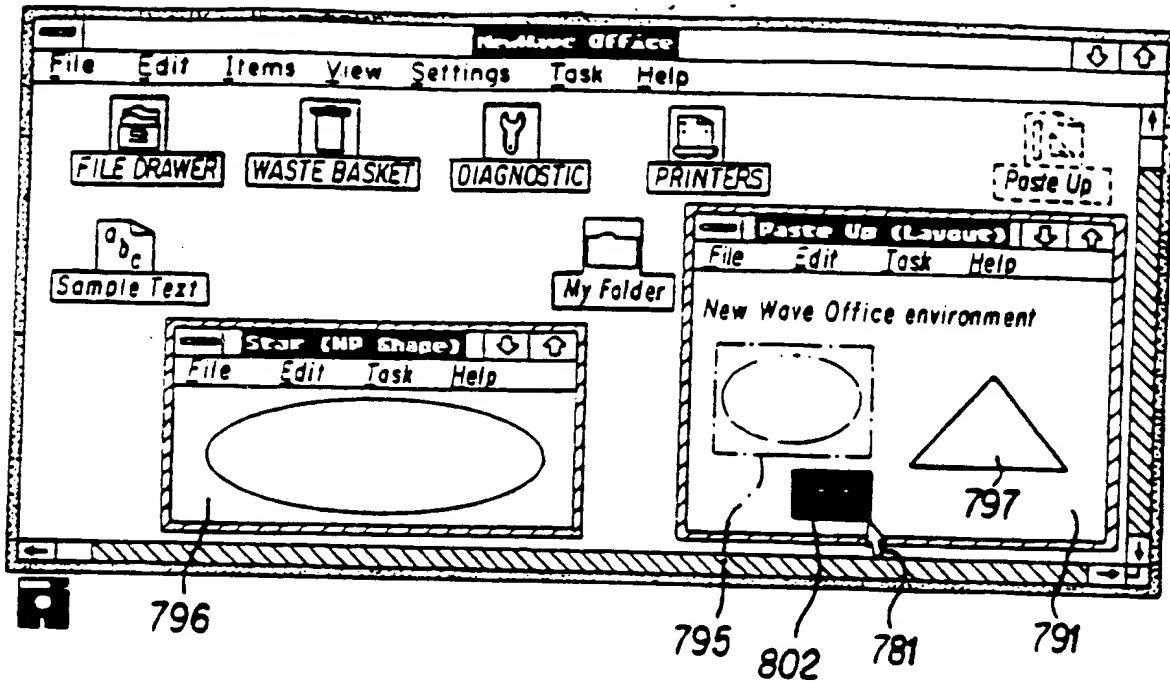 NewWave Office
File Edit Items View Settings Task Help
FILE DRAWER WASTE BASKET DIAGNOSTIC PRINTERS Paste Up
abc
Sample Text My Folder
Paste Up (Layout)
File Edit Task Help
New Wave Office environment
Star (NP Shape)
File Edit Task Help
797
796 795 802 781 791